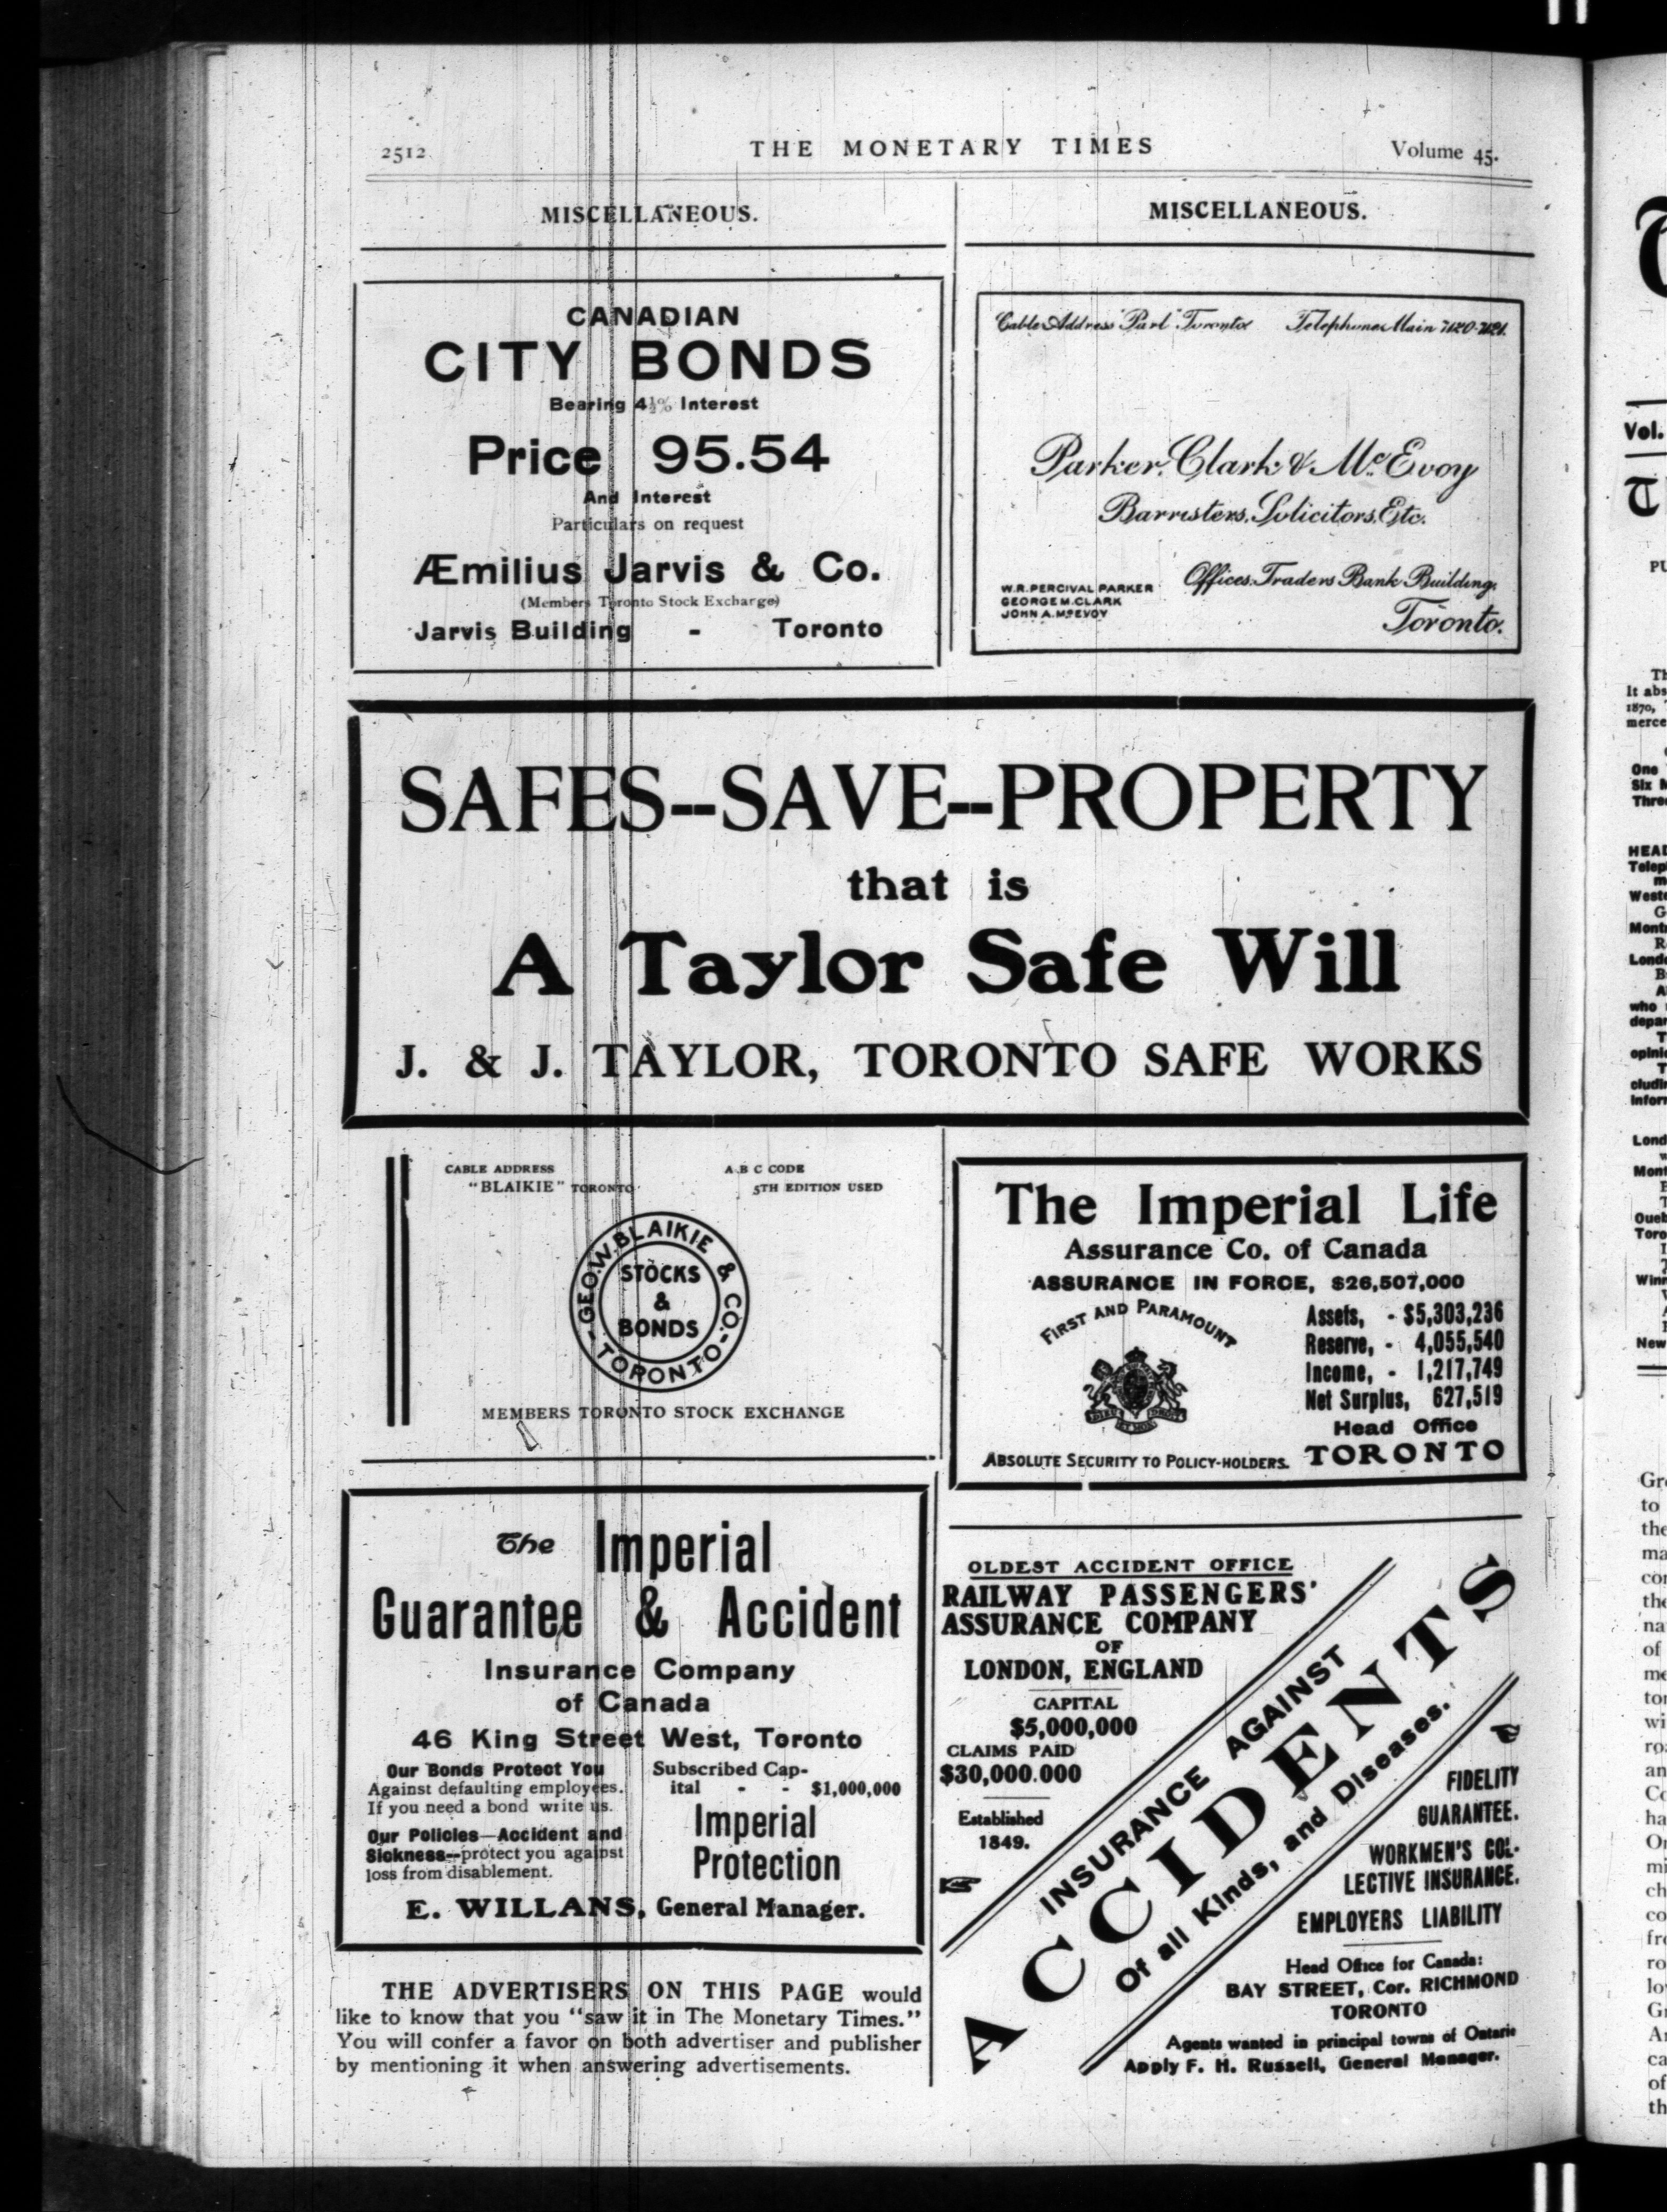 2512
THE MONETARY TIMES
Volume 45.
MISCELLANEOUS.
CANADIAN
CITY BONDS
Bearing 4½% Interest
Price 95.54
And Interest
Particulars on request
Æmilius Jarvis & Co.
(Members Toronto Stock Exchange)
Jarvis Building - Toronto
MISCELLANEOUS.
Cable Address "Parl" Toronto Telephones Main 7120-7121.
Parker, Clark & McEvoy
Barristers, Solicitors, Etc.
W. R. PERCIVAL PARKER
GEORGE M. CLARK
JOHN A. McEVOY
Offices, Traders Bank Building,
Toronto.
SAFES--SAVE--PROPERTY
that is
A Taylor Safe Will
J. & J. TAYLOR, TORONTO SAFE WORKS
CABLE ADDRESS
"BLAIKIE" TORONTO
A B C CODE
5TH EDITION USED
GEO. W. BLAIKIE & CO.
STOCKS
&
BONDS
-TORONTO-
MEMBERS TORONTO STOCK EXCHANGE
The Imperial Life
Assurance Co. of Canada
ASSURANCE IN FORCE, $26,507,000
FIRST AND PARAMOUNT
Assets, - $5,303,236
Reserve, - 4,055,540
Income, - 1,217,749
Net Surplus, 627,519
Head Office
ABSOLUTE SECURITY TO POLICY-HOLDERS.
TORONTO
The Imperial
Guarantee & Accident
Insurance Company
of Canada
46 King Street West, Toronto
Our Bonds Protect You
Against defaulting employees.
If you need a bond write us.
Our Policies—Accident and
Sickness--protect you against
loss from disablement.
Subscribed Cap-
ital - - $1,000,000
Imperial
Protection
E. WILLANS, General Manager.
THE ADVERTISERS ON THIS PAGE would
like to know that you "saw it in The Monetary Times."
You will confer a favor on both advertiser and publisher
by mentioning it when answering advertisements.
OLDEST ACCIDENT OFFICE
RAILWAY PASSENGERS'
ASSURANCE COMPANY
OF
LONDON, ENGLAND
CAPITAL
$5,000,000
CLAIMS PAID
$30,000.000
Established
1849.
INSURANCE AGAINST
ACCIDENTS
Of all Kinds, and Diseases.
FIDELITY
GUARANTEE.
WORKMEN'S COL-
LECTIVE INSURANCE.
EMPLOYERS LIABILITY
Head Office for Canada:
BAY STREET, Cor. RICHMOND
TORONTO
Agents wanted in principal towns of Ontario
Apply F. H. Russell, General Manager.
Vol.
One
Six M
HEAD